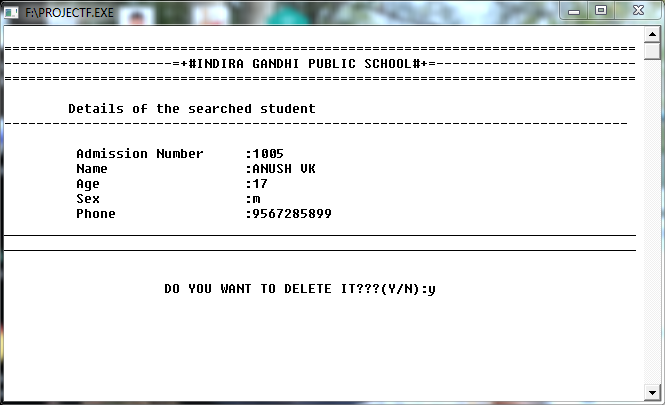 F:\PROJECTF.EXE
================================================================================
---------------------=+#INDIRA GANDHI PUBLIC SCHOOL#+=-------------------------
================================================================================
Details of the searched student
------------------------------------------------------------------------------
Admission Number :1005
Name :ANUSH VK
Age :17
Sex :m
Phone :9567285899
DO YOU WANT TO DELETE IT???(Y/N):y